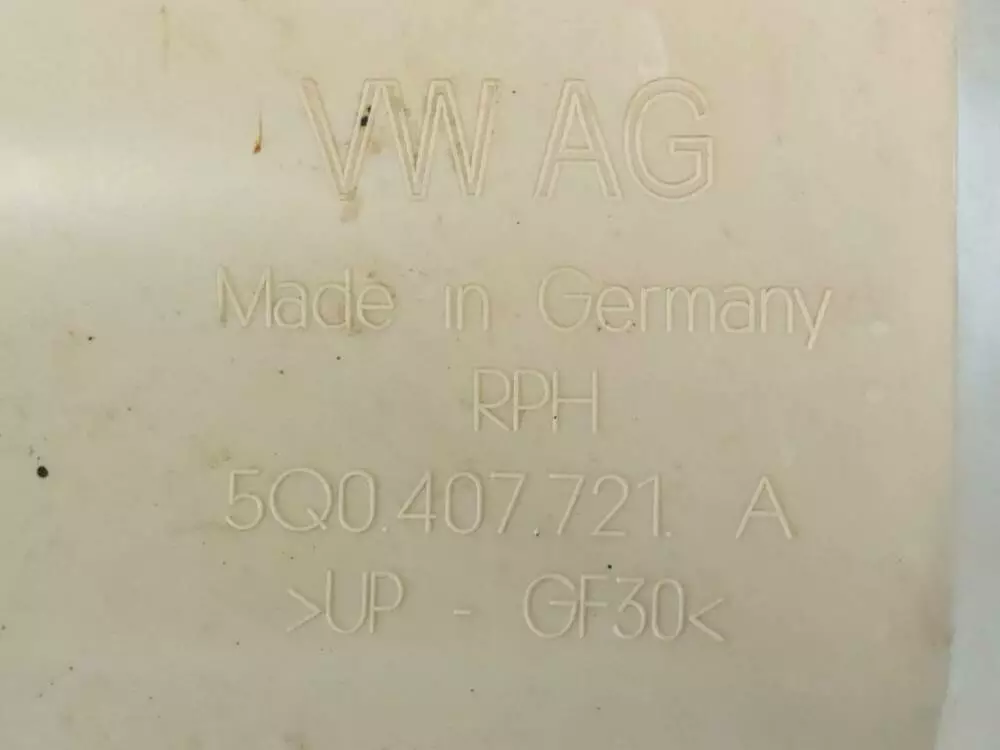 VW AG
Made in Germany
RPH
5Q0.407.721. A
>UP - GF30<